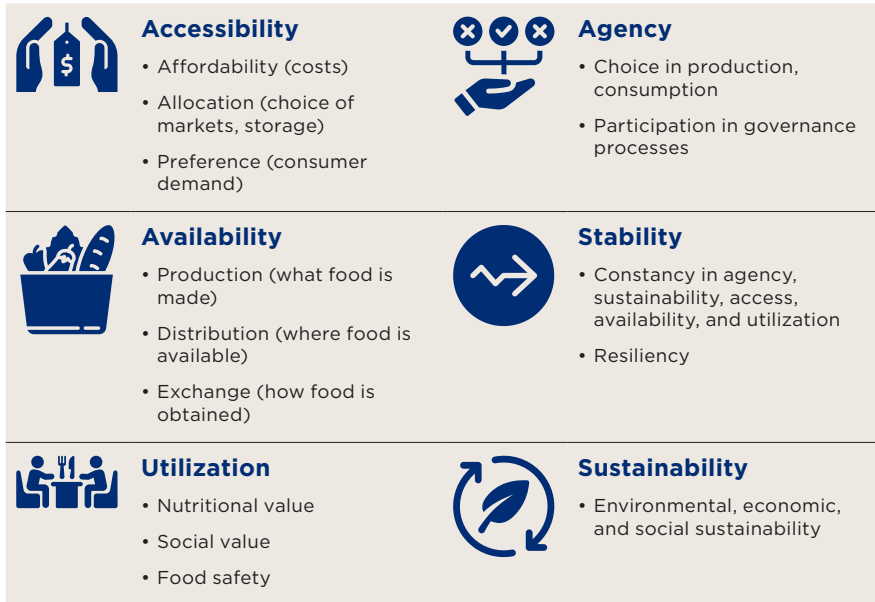 Accessibility
• Affordability (costs)
• Allocation (choice of
markets, storage)
• Preference (consumer
demand)
Agency
• Choice in production,
consumption
• Participation in governance
processes
Availability
• Production (what food is
made)
• Distribution (where food is
available)
• Exchange (how food is
obtained)
Stability
• Constancy in agency,
sustainability, access,
availability, and utilization
• Resiliency
Utilization
• Nutritional value
• Social value
• Food safety
Sustainability
• Environmental, economic,
and social sustainability